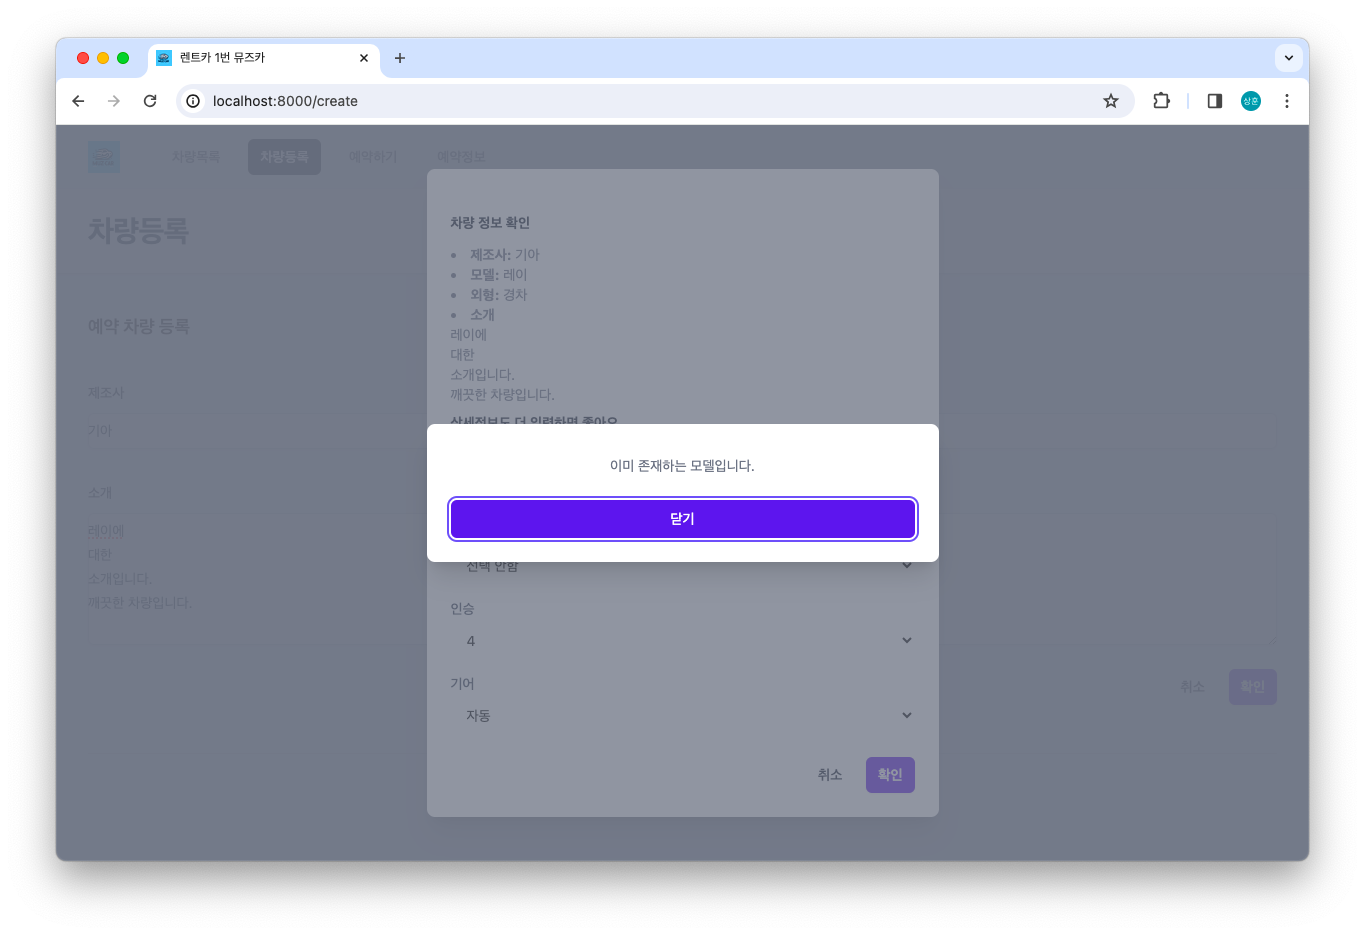 렌트카 1번 뮤즈카
localhost:8000/create
상훈
차량목록
차량등록
예약하기
예약정보
차량등록
예약 차량 등록
제조사
기아
소개
레이에
대한
소개입니다.
깨끗한 차량입니다.
취소
확인
차량 정보 확인
제조사: 기아
모델: 레이
외형: 경차
소개
레이에
대한
소개입니다.
깨끗한 차량입니다.
상세정보도 더 입력하면 좋아요
이미 존재하는 모델입니다.
닫기
선택 안함
인승
4
기어
자동
취소
확인